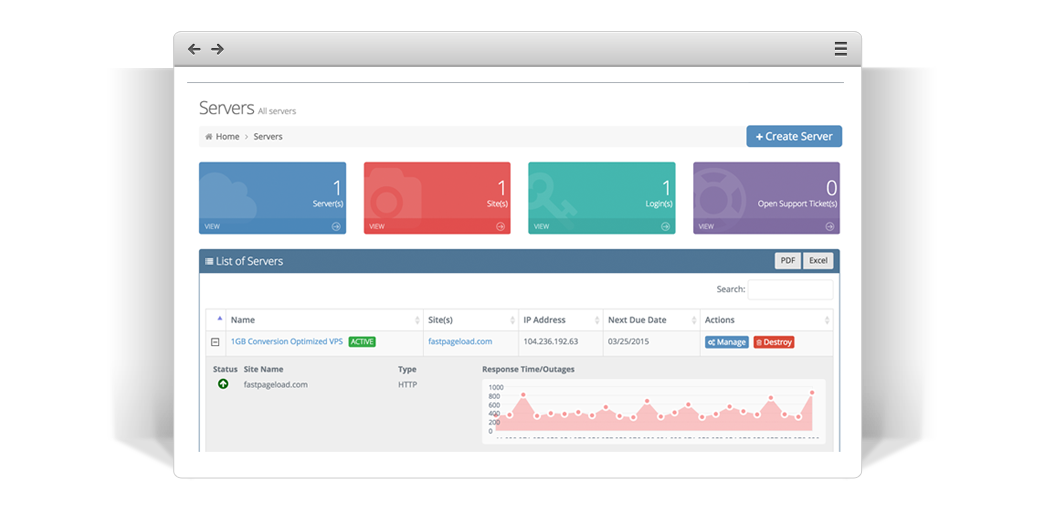 Servers All servers
Home > Servers
+ Create Server
1
Server(s)
VIEW
1
Site(s)
VIEW
1
Login(s)
VIEW
0
Open Support Ticket(s)
VIEW
List of Servers
PDF Excel
Search:
Name Site(s) IP Address Next Due Date Actions
1GB Conversion Optimized VPS ACTIVE fastpageload.com 104.236.192.63 03/25/2015 Manage Destroy
Status Site Name Type Response Time/Outages
fastpageload.com HTTP
1000
800
600
400
200
0